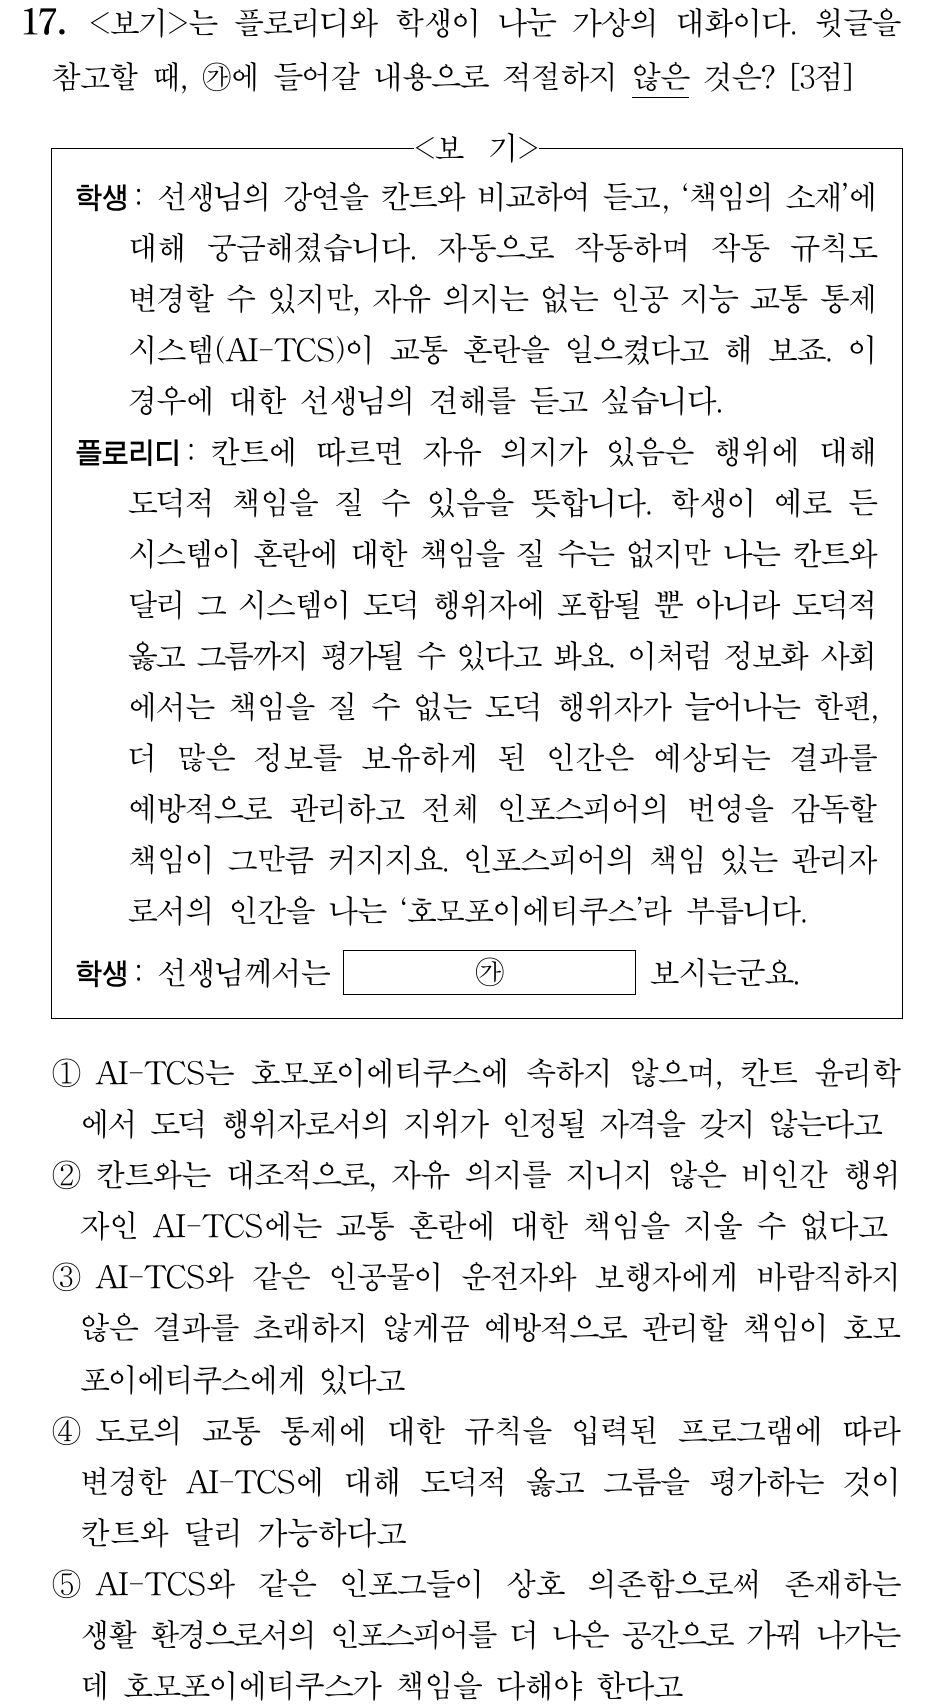 17. <보기>는 플로리디와 학생이 나눈 가상의 대화이다. 윗글을
참고할 때, ㉮에 들어갈 내용으로 적절하지 않은 것은? [3점]
<보 기>
학생 : 선생님의 강연을 칸트와 비교하여 듣고, ‘책임의 소재’에
대해 궁금해졌습니다. 자동으로 작동하며 작동 규칙도
변경할 수 있지만, 자유 의지는 없는 인공 지능 교통 통제
시스템(AI-TCS)이 교통 혼란을 일으켰다고 해 보죠. 이
경우에 대한 선생님의 견해를 듣고 싶습니다.
플로리디 : 칸트에 따르면 자유 의지가 있음은 행위에 대해
도덕적 책임을 질 수 있음을 뜻합니다. 학생이 예로 든
시스템이 혼란에 대한 책임을 질 수는 없지만 나는 칸트와
달리 그 시스템이 도덕 행위자에 포함될 뿐 아니라 도덕적
옳고 그름까지 평가될 수 있다고 봐요. 이처럼 정보화 사회
에서는 책임을 질 수 없는 도덕 행위자가 늘어나는 한편,
더 많은 정보를 보유하게 된 인간은 예상되는 결과를
예방적으로 관리하고 전체 인포스피어의 번영을 감독할
책임이 그만큼 커지지요. 인포스피어의 책임 있는 관리자
로서의 인간을 나는 ‘호모포이에티쿠스’라 부릅니다.
학생 : 선생님께서는 ㉮ 보시는군요.
① AI-TCS는 호모포이에티쿠스에 속하지 않으며, 칸트 윤리학
에서 도덕 행위자로서의 지위가 인정될 자격을 갖지 않는다고
② 칸트와는 대조적으로, 자유 의지를 지니지 않은 비인간 행위
자인 AI-TCS에는 교통 혼란에 대한 책임을 지울 수 없다고
③ AI-TCS와 같은 인공물이 운전자와 보행자에게 바람직하지
않은 결과를 초래하지 않게끔 예방적으로 관리할 책임이 호모
포이에티쿠스에게 있다고
④ 도로의 교통 통제에 대한 규칙을 입력된 프로그램에 따라
변경한 AI-TCS에 대해 도덕적 옳고 그름을 평가하는 것이
칸트와 달리 가능하다고
⑤ AI-TCS와 같은 인포그들이 상호 의존함으로써 존재하는
생활 환경으로서의 인포스피어를 더 나은 공간으로 가꿔 나가는
데 호모포이에티쿠스가 책임을 다해야 한다고